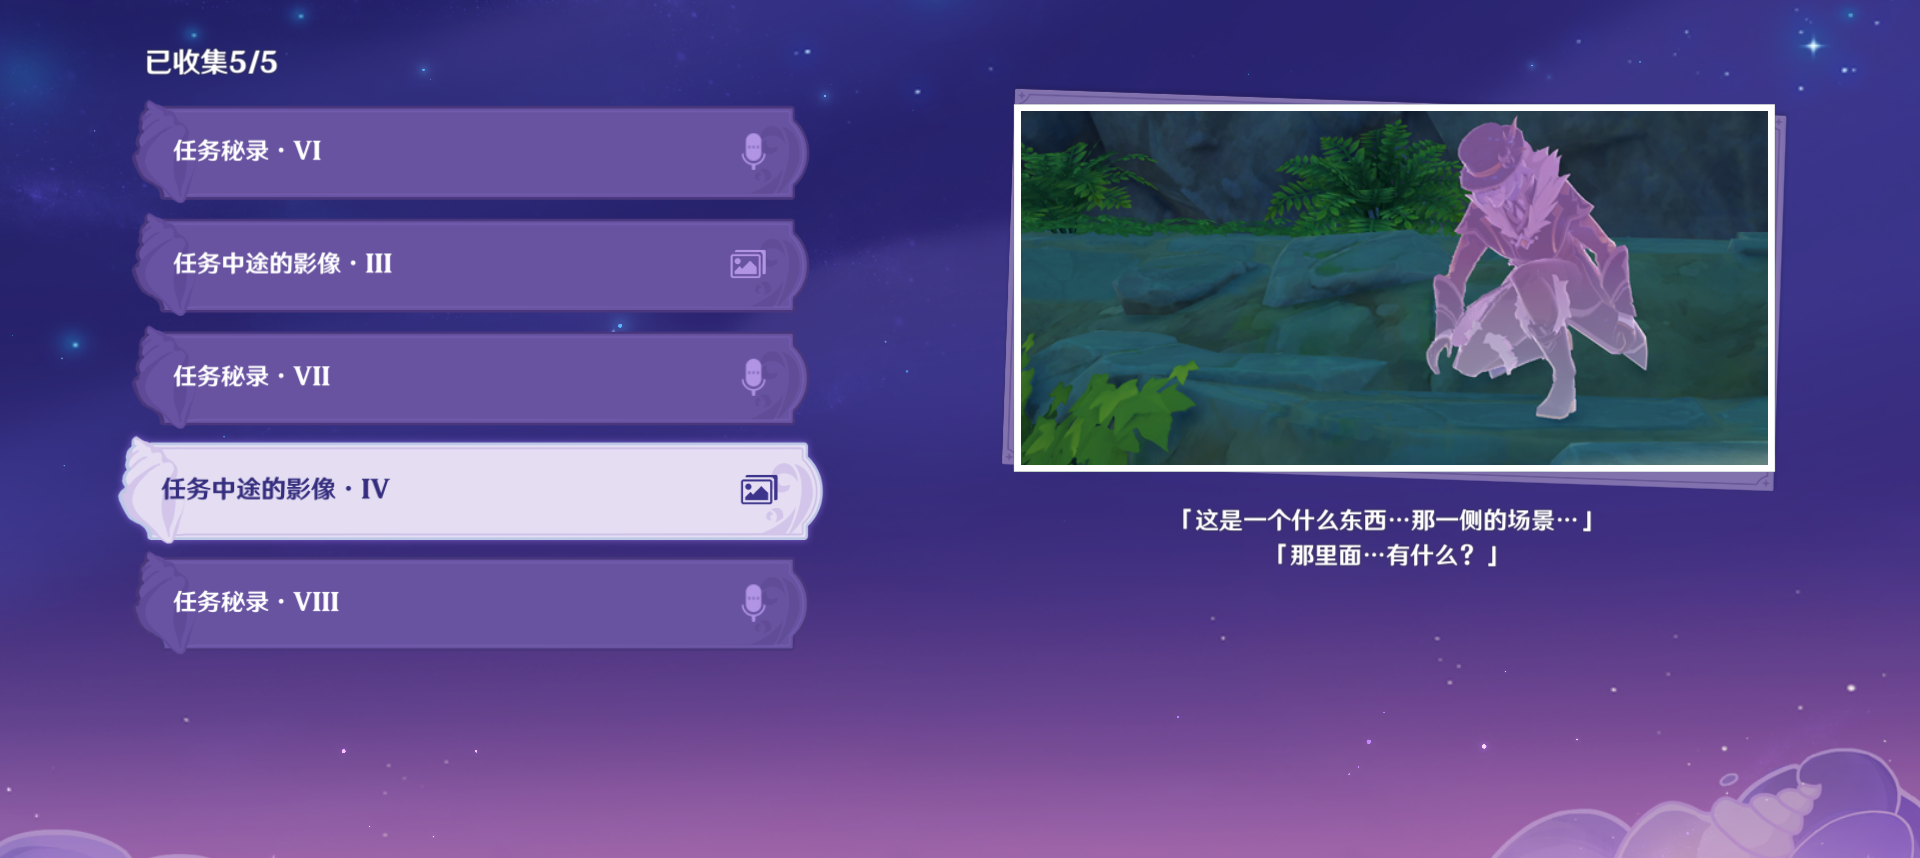 已收集5/5
任务秘录·VI
任务中途的影像·III
任务秘录·VII
任务中途的影像·IV
任务秘录·VIII
「这是一个什么东西…那一侧的场景…」
「那里面…有什么？」